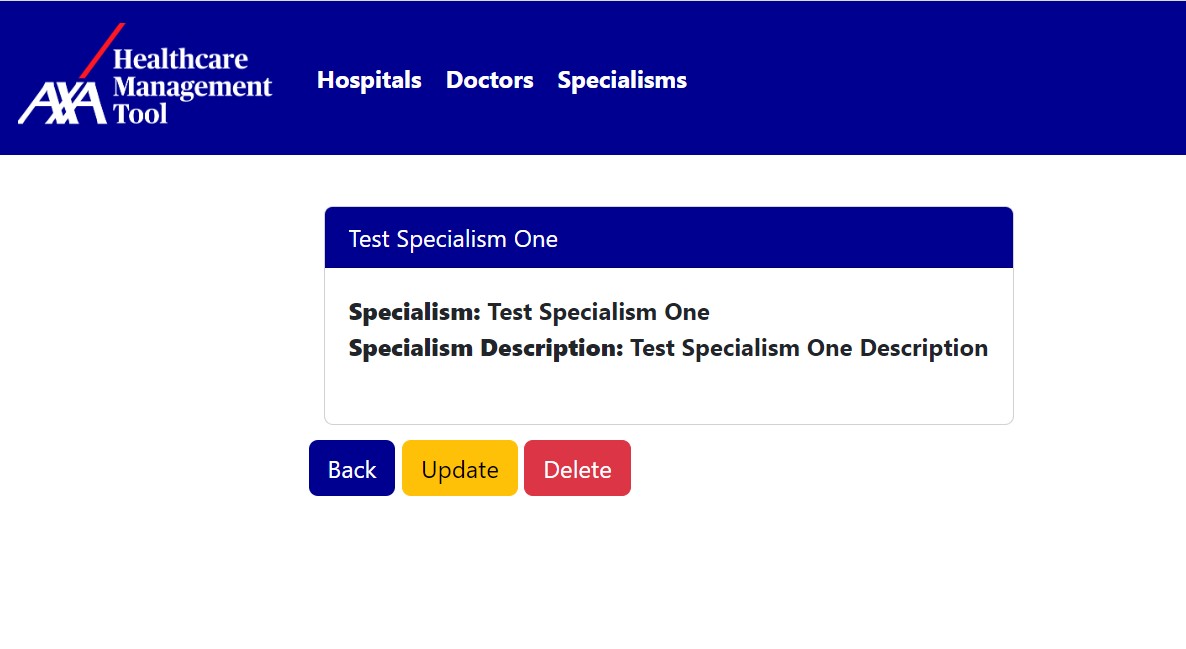 AXA
Healthcare
Management
Tool
Hospitals Doctors Specialisms
Test Specialism One
Specialism: Test Specialism One
Specialism Description: Test Specialism One Description
Back Update Delete